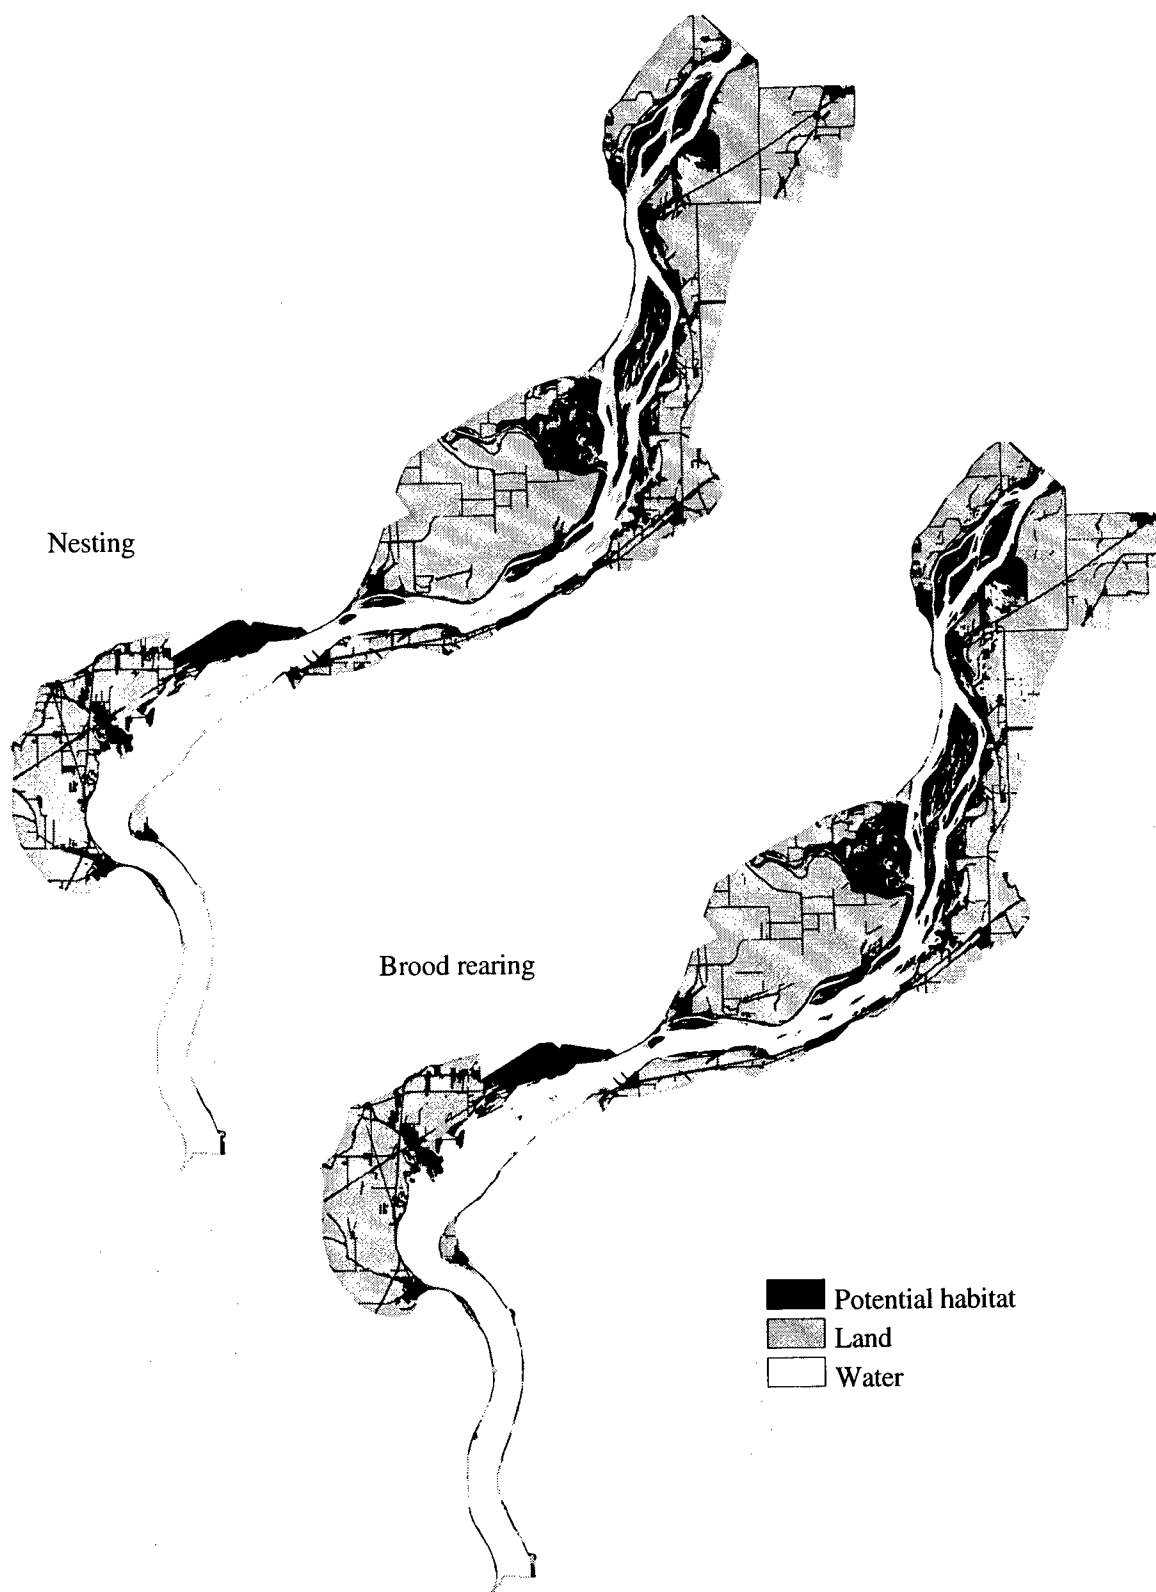 Nesting
Brood rearing
Potential habitat
Land
Water